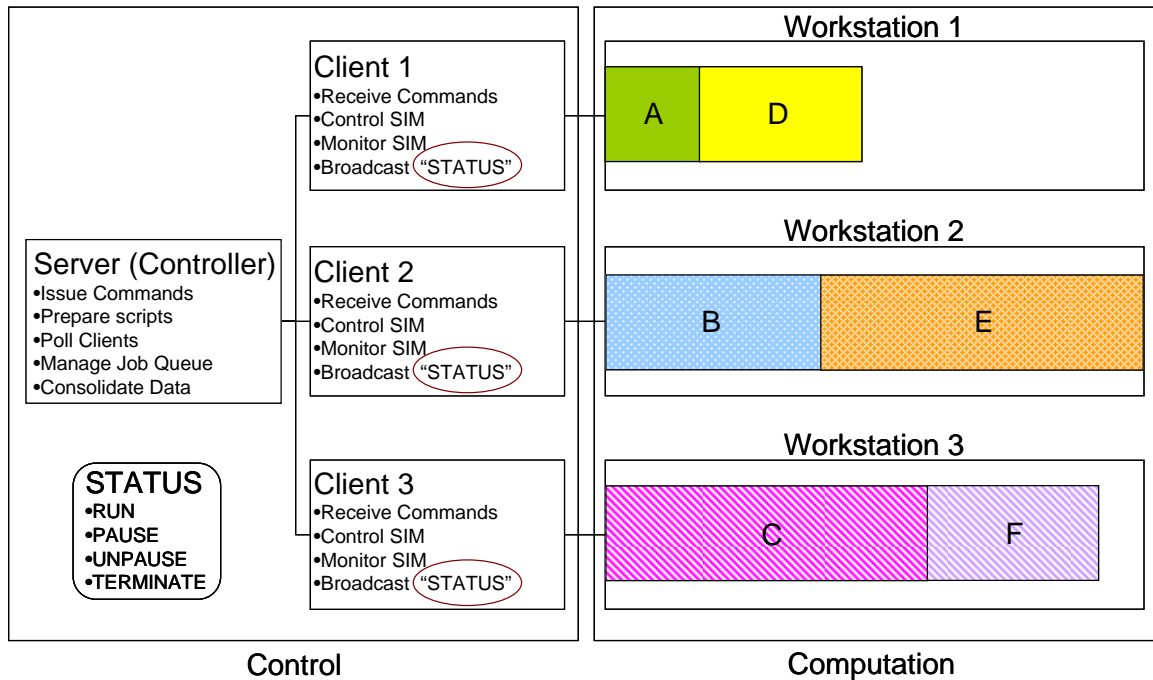 Server (Controller)
•Issue Commands
•Prepare scripts
•Poll Clients
•Manage Job Queue
•Consolidate Data
STATUS
•RUN
•PAUSE
•UNPAUSE
•TERMINATE
Client 1
•Receive Commands
•Control SIM
•Monitor SIM
•Broadcast “STATUS”
Client 2
•Receive Commands
•Control SIM
•Monitor SIM
•Broadcast “STATUS”
Client 3
•Receive Commands
•Control SIM
•Monitor SIM
•Broadcast “STATUS”
Control
Workstation 1
A D
Workstation 2
B E
Workstation 3
C F
Computation